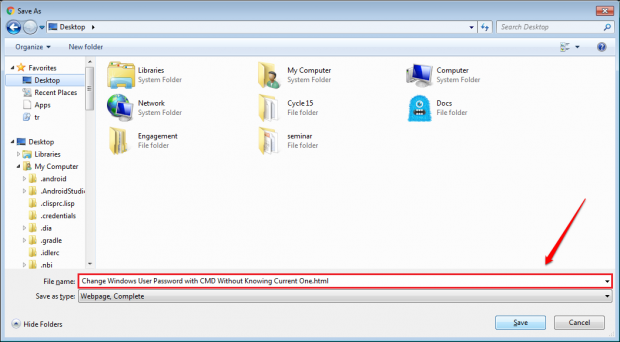 Save As
Desktop
Search Desktop
Organize
New folder
Favorites
Desktop
Recent Places
Apps
tr
Desktop
Libraries
My Computer
.android
.AndroidStudio
.clisprc.lisp
.credentials
.dia
.gradle
.idlerc
.nbi
Libraries
System Folder
My Computer
System Folder
Computer
System Folder
Network
System Folder
Cycle15
File folder
Docs
File folder
Engagement
File folder
seminar
File folder
File name: Change Windows User Password with CMD Without Knowing Current One.html
Save as type: Webpage, Complete
Hide Folders
Save
Cancel